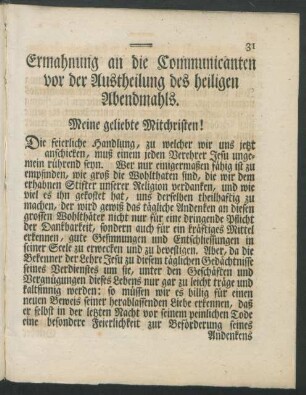 31
Ermahnung an die Communicanten
vor der Austheilung des heiligen
Abendmahls.
Meine geliebte Mitchristen!
Die feierliche Handlung, zu welcher wir uns jetzt
anschicken, muß einem jeden Verehrer Jesu unge-
mein rührend seyn. Wer nur einigermaßen fähig ist zu
empfinden, wie groß die Wohlthaten sind, die wir dem
erhabnen Stifter unserer Religion verdanken, und wie
viel es ihn gekostet hat, uns derselben theilhaftig zu
machen, der wird gewiß das tägliche Andenken an diesen
grossen Wohlthäter nicht nur für eine dringende Pflicht
der Dankbarkeit, sondern auch für ein kräftiges Mittel
erkennen, gute Gesinnungen und Entschliessungen in
seiner Seele zu erwecken und zu bevestigen. Aber, da die
Bekenner der Lehre Jesu zu diesem täglichen Gedächtnisse
seines Verdienstes um sie, unter den Geschäften und
Vergnügungen dieses Lebens nur gar zu leicht träge und
kaltsinnig werden: so müssen wir es billig für einen
neuen Beweis seiner herablassenden Liebe erkennen, daß
er selbst in der letzten Nacht vor seinem peinlichen Tode
eine besondere Feierlichkeit zur Beförderung seines
Andenkens